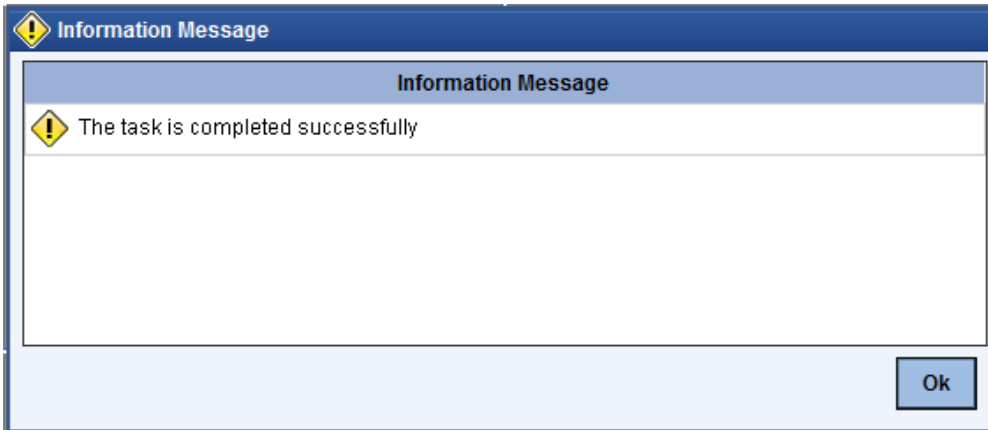 Information Message
Information Message
The task is completed successfully
Ok